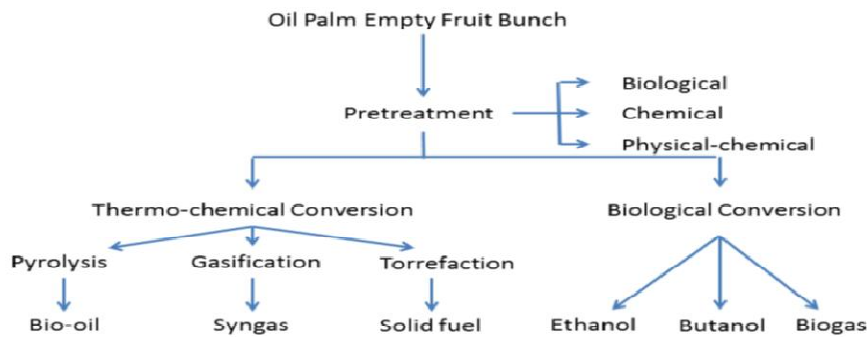 Oil Palm Empty Fruit Bunch
Biological
Pretreatment
Chemical
Physical-chemical
Thermo-chemical Conversion
Biological Conversion
Pyrolysis
Gasification
Torrefaction
Bio-oil
Syngas
Solid fuel
Ethanol
Butanol
Biogas